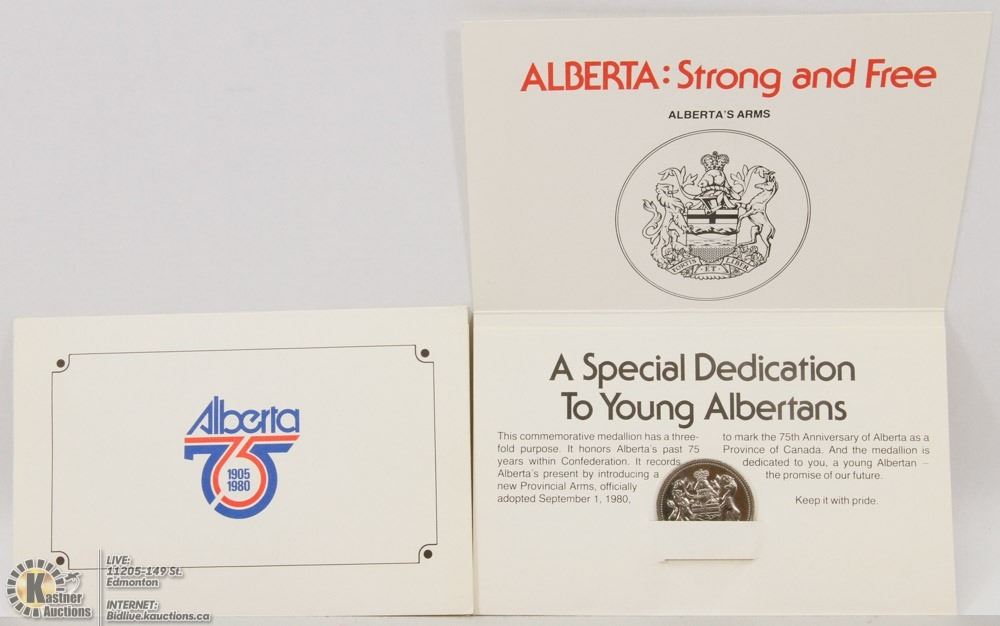 ALBERTA: Strong and Free
ALBERTA'S ARMS
FORTIS ET LIBER
A Special Dedication
To Young Albertans
This commemorative medallion has a three-
fold purpose. It honors Alberta's past 75
years within Confederation. It records
Alberta's present by introducing a
new Provincial Arms, officially
adopted September 1, 1980,
to mark the 75th Anniversary of Alberta as a
Province of Canada. And the medallion is
dedicated to you, a young Albertan –
the promise of our future.
Keep it with pride.
Alberta
75
1905
1980
Kastner
Auctions
LIVE:
11205-149 St.
Edmonton
INTERNET:
Bidlive.kauctions.ca